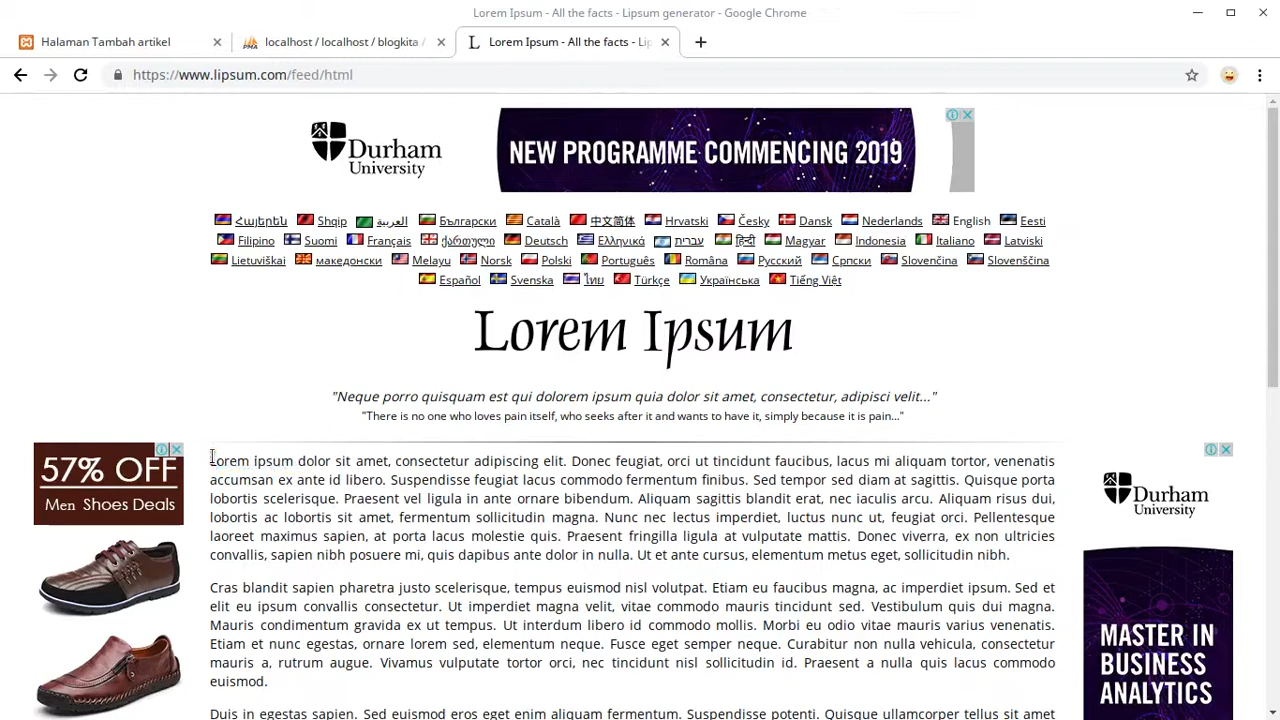 Lorem Ipsum - All the facts - Lipsum generator - Google Chrome
Halaman Tambah artikel
localhost / localhost / blogkita /
Lorem Ipsum - All the facts - Lip
https://www.lipsum.com/feed/html
Durham University
NEW PROGRAMME COMMENCING 2019
Հայերեն Shqip العربية Български Català 中文简体 Hrvatski Česky Dansk Nederlands English Eesti
Filipino Suomi Français ქართული Deutsch Ελληνικά עברית हिन्दी Magyar Indonesia Italiano Latviski
Lietuviškai македонски Melayu Norsk Polski Português Româna Русский Српски Slovenčina Slovenščina
Español Svenska ไทย Türkçe Українська Tiếng Việt
Lorem Ipsum
"Neque porro quisquam est qui dolorem ipsum quia dolor sit amet, consectetur, adipisci velit..."
"There is no one who loves pain itself, who seeks after it and wants to have it, simply because it is pain..."
57% OFF
Men Shoes Deals
Lorem ipsum dolor sit amet, consectetur adipiscing elit. Donec feugiat, orci ut tincidunt faucibus, lacus mi aliquam tortor, venenatis
accumsan ex ante id libero. Suspendisse feugiat lacus commodo fermentum finibus. Sed tempor sed diam at sagittis. Quisque porta
lobortis scelerisque. Praesent vel ligula in ante ornare bibendum. Aliquam sagittis blandit erat, nec iaculis arcu. Aliquam risus dui,
lobortis ac lobortis sit amet, fermentum sollicitudin magna. Nunc nec lectus imperdiet, luctus nunc ut, feugiat orci. Pellentesque
laoreet maximus sapien, at porta lacus molestie quis. Praesent fringilla ligula at vulputate mattis. Donec viverra, ex non ultricies
convallis, sapien nibh posuere mi, quis dapibus ante dolor in nulla. Ut et ante cursus, elementum metus eget, sollicitudin nibh.
Cras blandit sapien pharetra justo scelerisque, tempus euismod nisl volutpat. Etiam eu faucibus magna, ac imperdiet ipsum. Sed et
elit eu ipsum convallis consectetur. Ut imperdiet magna velit, vitae commodo mauris tincidunt sed. Vestibulum quis dui magna.
Mauris condimentum gravida ex ut tempus. Ut interdum libero id commodo mollis. Morbi eu odio vitae mauris varius venenatis.
Etiam et nunc egestas, ornare lorem sed, elementum neque. Fusce eget semper neque. Curabitur non nulla vehicula, consectetur
mauris a, rutrum augue. Vivamus vulputate tortor orci, nec tincidunt nisl sollicitudin id. Praesent a nulla quis lacus commodo
euismod.
Duis in egestas sapien. Sed euismod eros eget enim aliquam fermentum. Suspendisse potenti. Quisque ullamcorper tellus sit amet
Durham University
MASTER IN
BUSINESS
ANALYTICS